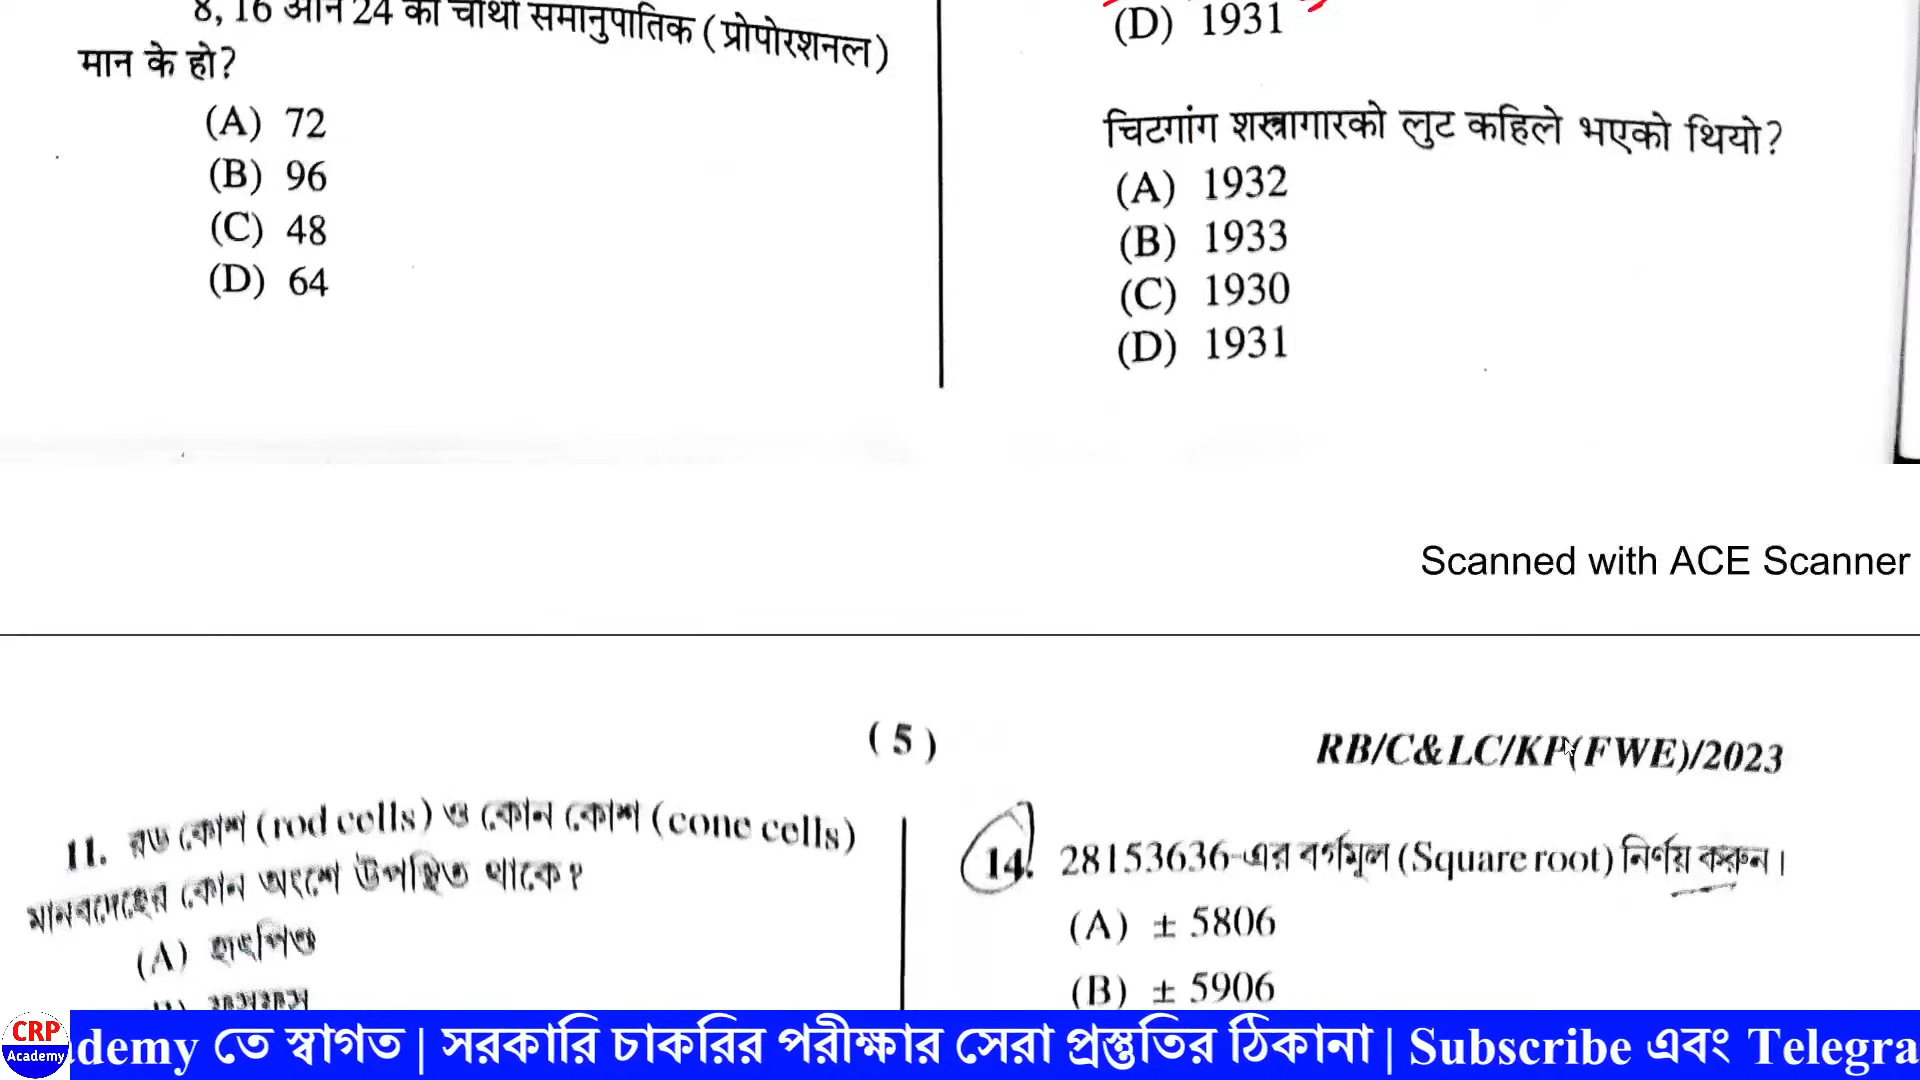 8, 16 अनि 24 को चौथो समानुपातिक (प्रोपोरशनल)
मान के हो?
(A) 72
(B) 96
(C) 48
(D) 64
(D) 1931
चिटगांग शस्त्रागारको लुट कहिले भएको थियो?
(A) 1932
(B) 1933
(C) 1930
(D) 1931
Scanned with ACE Scanner
( 5 )
RB/C&LC/KP(FWE)/2023
11. রড কোশ (rod cells) ও কোন কোশ (cone cells)
মানবদেহের কোন অংশে উপস্থিত থাকে?
(A) হৃৎপিণ্ড
(B) ফুসফুস
14. 28153636-এর বর্গমূল (Square root) নির্ণয় করুন।
(A) ± 5806
(B) ± 5906
CRP
Academy
demy তে স্বাগত | সরকারি চাকরির পরীক্ষার সেরা প্রস্তুতির ঠিকানা | Subscribe এবং Telegra